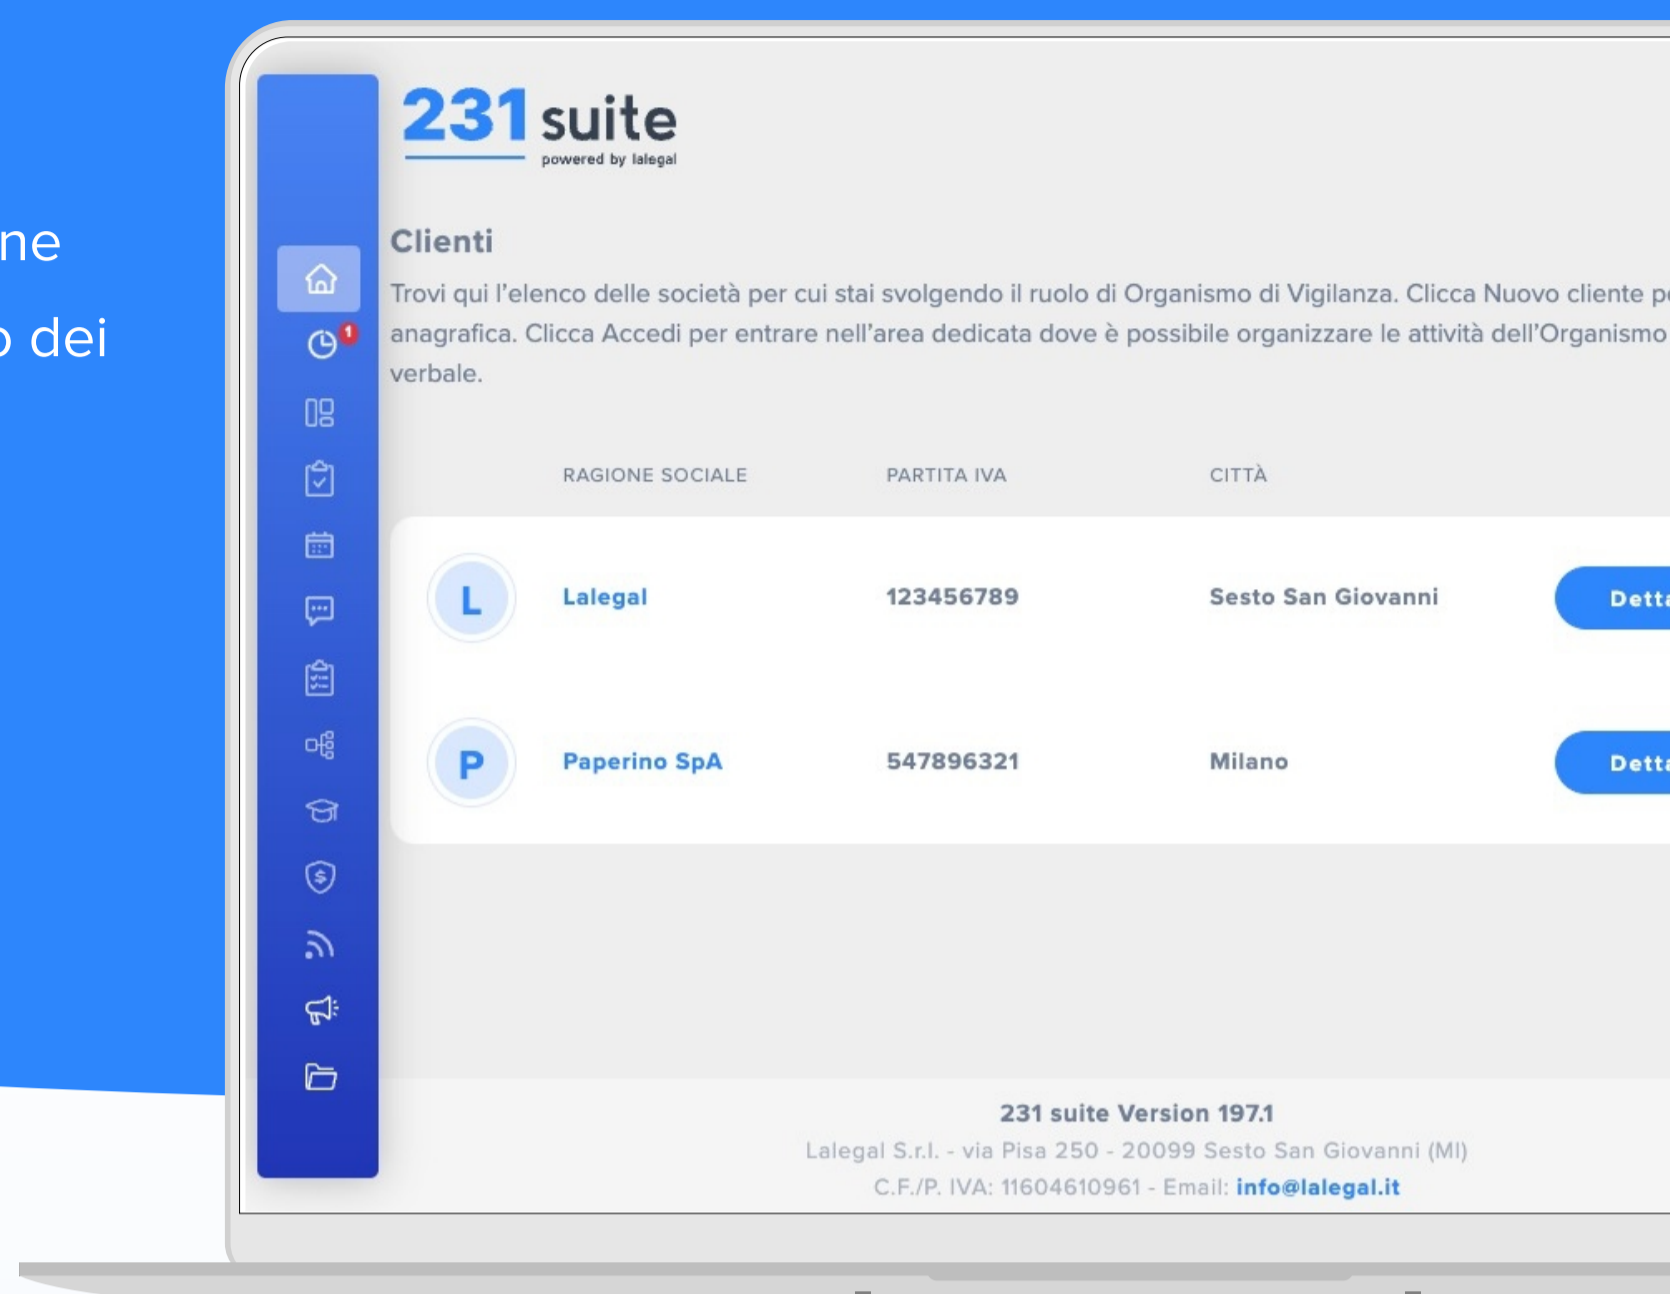 231 suite
powered by lalegal
ne
o dei
1
Clienti
Trovi qui l'elenco delle società per cui stai svolgendo il ruolo di Organismo di Vigilanza. Clicca Nuovo cliente pe
anagrafica. Clicca Accedi per entrare nell'area dedicata dove è possibile organizzare le attività dell'Organismo
verbale.
RAGIONE SOCIALE PARTITA IVA CITTÀ
L Lalegal 123456789 Sesto San Giovanni Detta
P Paperino SpA 547896321 Milano Detta
231 suite Version 197.1
Lalegal S.r.l. - via Pisa 250 - 20099 Sesto San Giovanni (MI)
C.F./P. IVA: 11604610961 - Email: info@lalegal.it